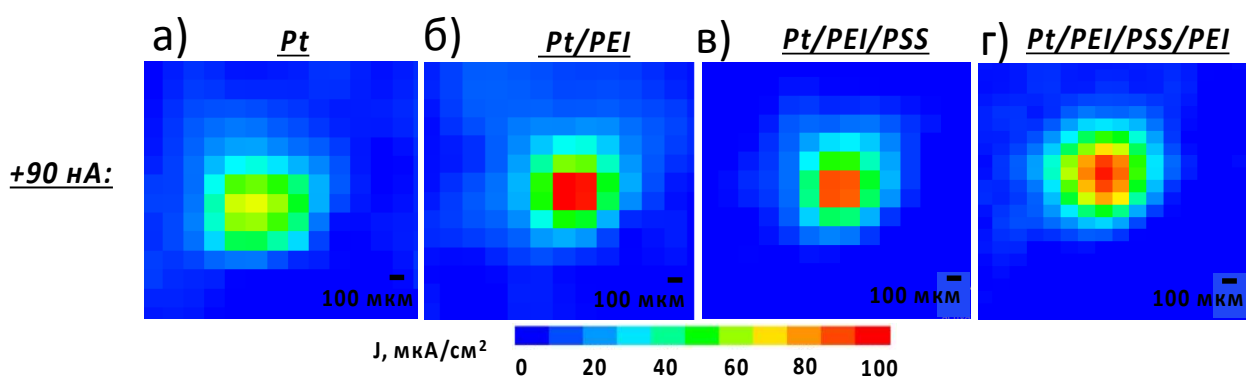 а) Pt
б) Pt/PEI
в) Pt/PEI/PSS
г) Pt/PEI/PSS/PEI
+90 нА:
100 мкм
100 мкм
100 мкм
100 мкм
J, мкА/см²
0 20 40 60 80 100